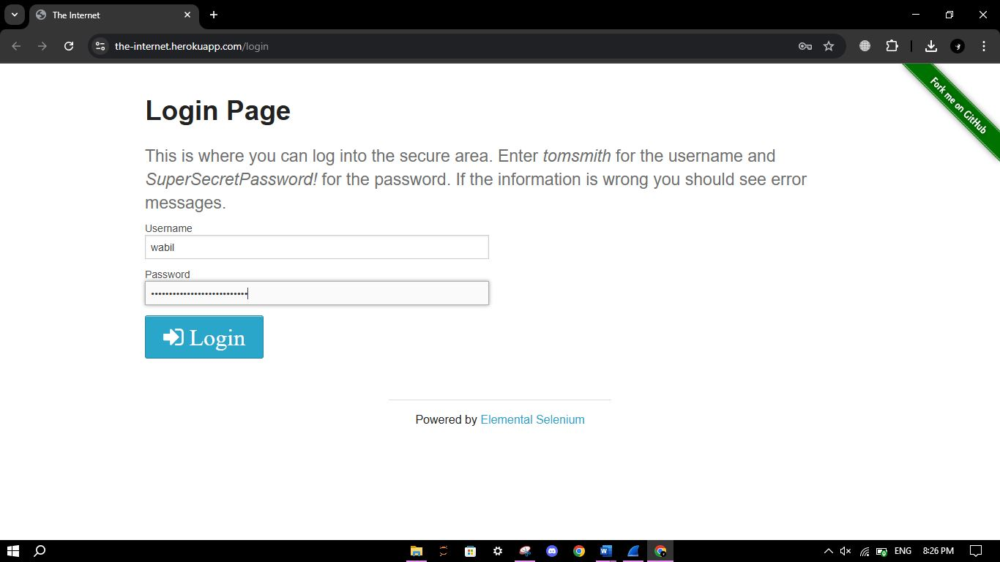 The Internet
the-internet.herokuapp.com/login
Fork me on GitHub
Login Page
This is where you can log into the secure area. Enter tomsmith for the username and
SuperSecretPassword! for the password. If the information is wrong you should see error
messages.
Username
wabil
Password
•••••••••••••••••••••••••••
Login
Powered by Elemental Selenium
ENG 8:26 PM